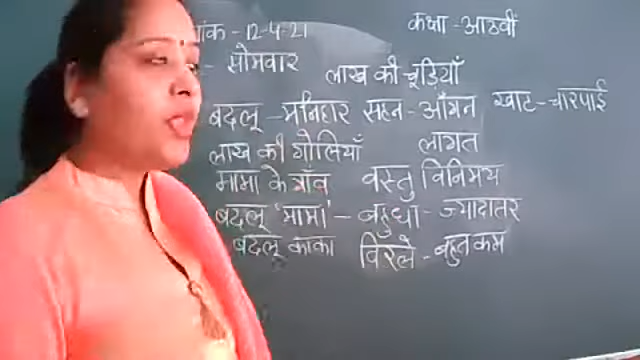 दिनांक - 12-4-21 कक्षा - आठवीं
- सोमवार
लाख की चूड़ियाँ
बदलू - मनिहार सहन - आँगन खाट - चारपाई
लाख की गोलियाँ लागत
मामा के गाँव वस्तु विनिमय
बदलू 'मामा' - बहुधा - ज्यादातर
बदलू काका विरले - बहुत कम